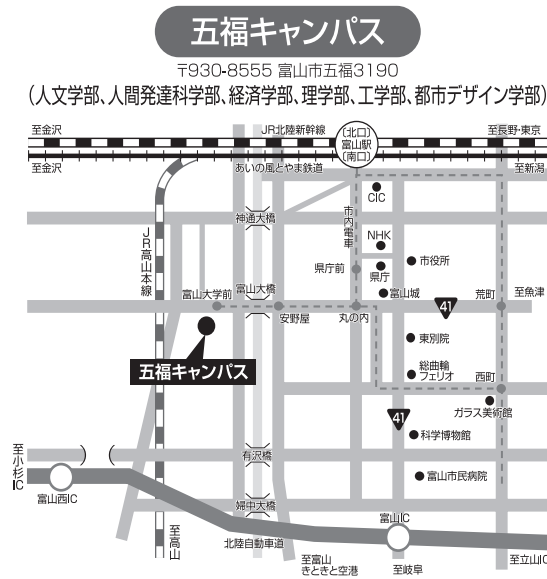 五福キャンパス
〒930-8555 富山市五福3190
(人文学部、人間発達科学部、経済学部、理学部、工学部、都市デザイン学部)
至金沢
JR北陸新幹線
[北口]
富山駅
[南口]
至長野・東京
至金沢
あいの風とやま鉄道
至新潟
CIC
神通大橋
市内電車
JR高山本線
NHK
県庁前
県庁
市役所
富山大学前
富山大橋
富山城
荒町
至魚津
41
安野屋
丸の内
東別院
五福キャンパス
総曲輪
フェリオ
西町
ガラス美術館
41
科学博物館
至小杉IC
有沢橋
富山市民病院
富山西IC
婦中大橋
富山IC
至高山
北陸自動車道
至富山
きときと空港
至岐阜
至立山IC